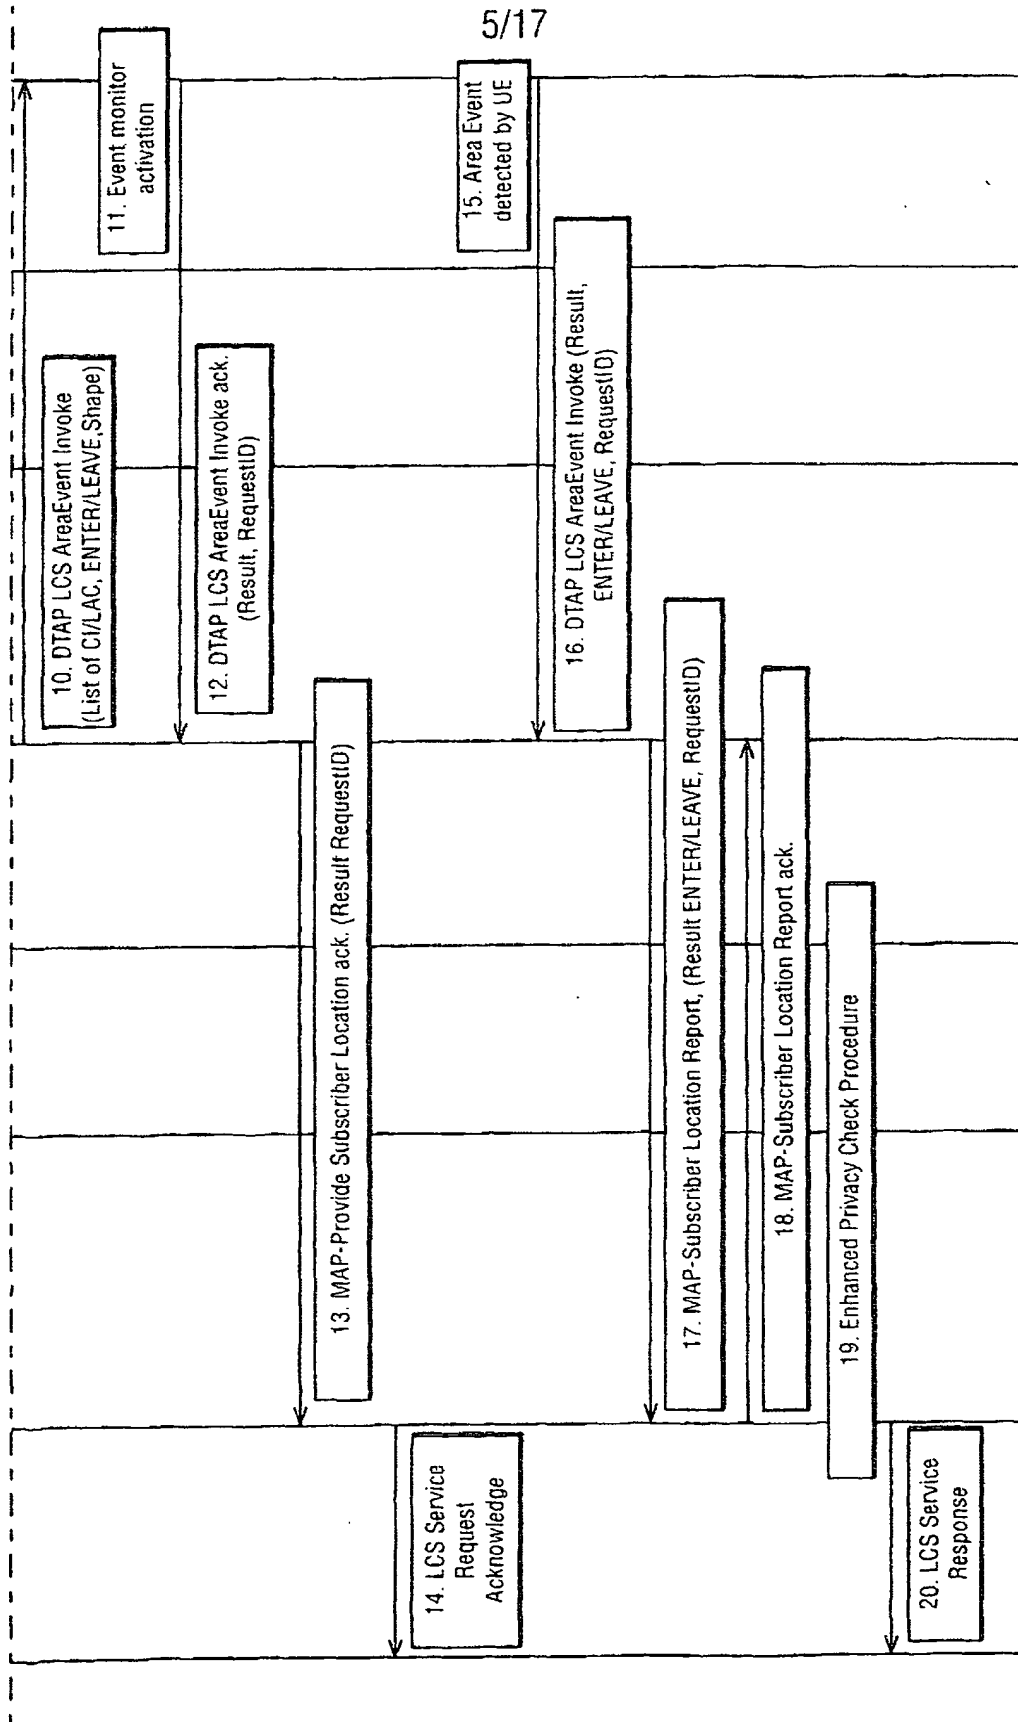 5/17
10. DTAP LCS AreaEvent Invoke
(List of CI/LAC, ENTER/LEAVE,Shape)
11. Event monitor
activation
12. DTAP LCS AreaEvent Invoke ack.
(Result, RequestID)
13. MAP-Provide Subscriber Location ack. (Result RequestID)
14. LCS Service
Request
Acknowledge
15. Area Event
detected by UE
16. DTAP LCS AreaEvent Invoke (Result,
ENTER/LEAVE, RequestID)
17. MAP-Subscriber Location Report, (Result ENTER/LEAVE, RequestID)
18. MAP-Subscriber Location Report ack.
19. Enhanced Privacy Check Procedure
20. LCS Service
Response